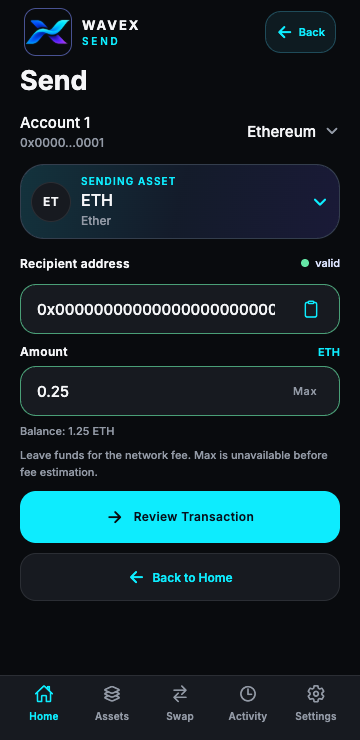 WAVEX
SEND
Back
Send
Account 1
0x0000...0001
Ethereum
SENDING ASSET
ET
ETH
Ether
Recipient address
valid
0x00000000000000000000000
Amount
ETH
0.25
Max
Balance: 1.25 ETH
Leave funds for the network fee. Max is unavailable before
fee estimation.
Review Transaction
Back to Home
Home
Assets
Swap
Activity
Settings